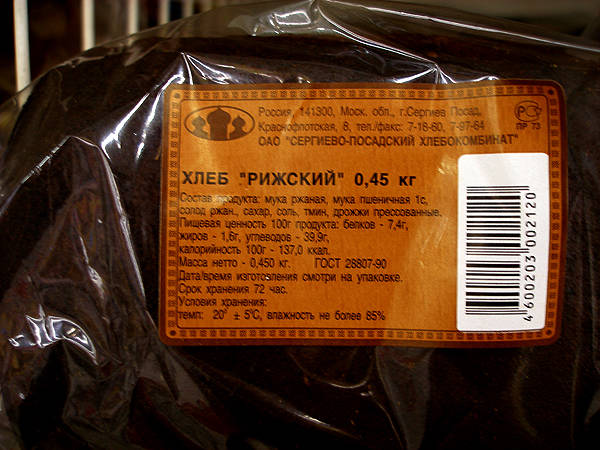 Россия, 141300, Моск. обл., г.Сергиев Посад,
Краснофлотская, 8, тел./факс: 7-18-60, 7-97-64
ОАО "СЕРГИЕВО-ПОСАДСКИЙ ХЛЕБОКОМБИНАТ"
РСТ
ПР 73
ХЛЕБ "РИЖСКИЙ" 0,45 кг
Состав продукта: мука ржаная, мука пшеничная 1с,
солод ржан., сахар, соль, тмин, дрожжи прессованные.
Пищевая ценность 100г продукта: белков - 7,4г,
жиров - 1,6г, углеводов - 39,9г,
калорийность 100г - 137,0 ккал.
Масса нетто - 0,450 кг. ГОСТ 28807-90
Дата/время изготозления смотри на упаковке.
Срок хранения 72 час.
Условия хранения:
темп: 20° ± 5°С, влажность не более 85%
4 600203 002120